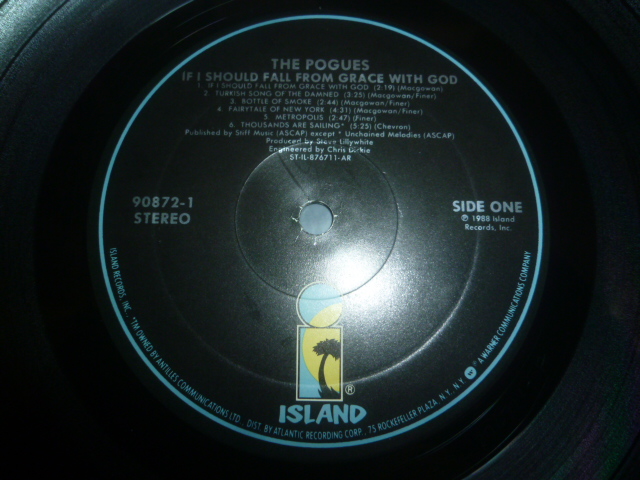 THE POGUES
IF I SHOULD FALL FROM GRACE WITH GOD
1. IF I SHOULD FALL FROM GRACE WITH GOD (2:19) (Macgowan)
2. TURKISH SONG OF THE DAMNED (3:25) (Macgowan/Finer)
3. BOTTLE OF SMOKE (2:44) (Macgowan/Finer)
4. FAIRYTALE OF NEW YORK (4:31) (Macgowan/Finer)
5. METROPOLIS (2:47) (Finer)
6. THOUSANDS ARE SAILING* (5:25) (Chevron)
Published by Stiff Music (ASCAP) except * Unchained Melodies (ASCAP)
Produced by Steve Lillywhite
Engineered by Chris Dickie
ST-IL-876711-AR
90872-1
STEREO
SIDE ONE
℗ 1988 Island
Records, Inc.
i
®
ISLAND
ISLAND RECORDS, INC. *TM OWNED BY ANTILLES COMMUNICATIONS LTD., DIST. BY ATLANTIC RECORDING CORP., 75 ROCKEFELLER PLAZA, N.Y., N.Y. A WARNER COMMUNICATIONS COMPANY